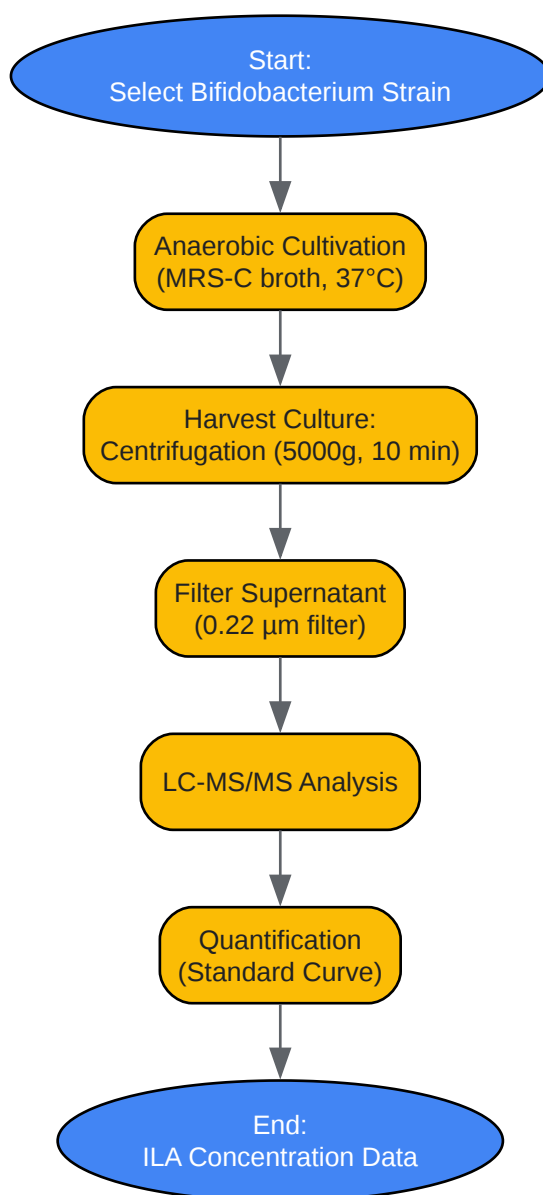 Start:
Select Bifidobacterium Strain
Anaerobic Cultivation
(MRS-C broth, 37°C)
Harvest Culture:
Centrifugation (5000g, 10 min)
Filter Supernatant
(0.22 µm filter)
LC-MS/MS Analysis
Quantification
(Standard Curve)
End:
ILA Concentration Data